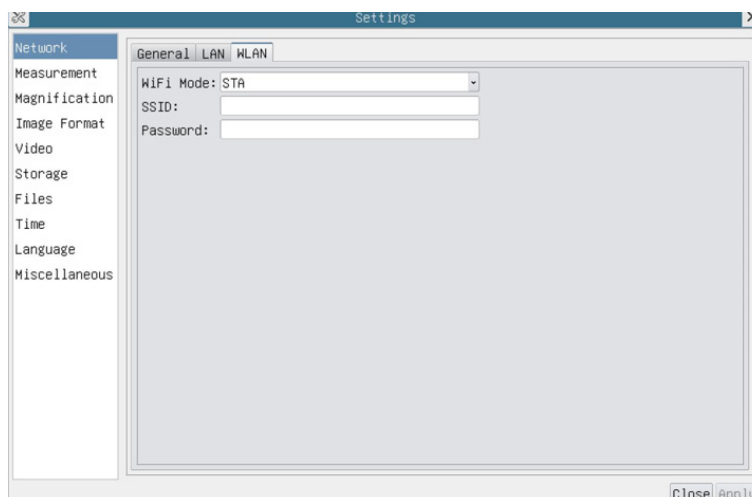 Settings
Network
Measurement
Magnification
Image Format
Video
Storage
Files
Time
Language
Miscellaneous
General LAN WLAN
WiFi Mode: STA
SSID:
Password:
Close Apply